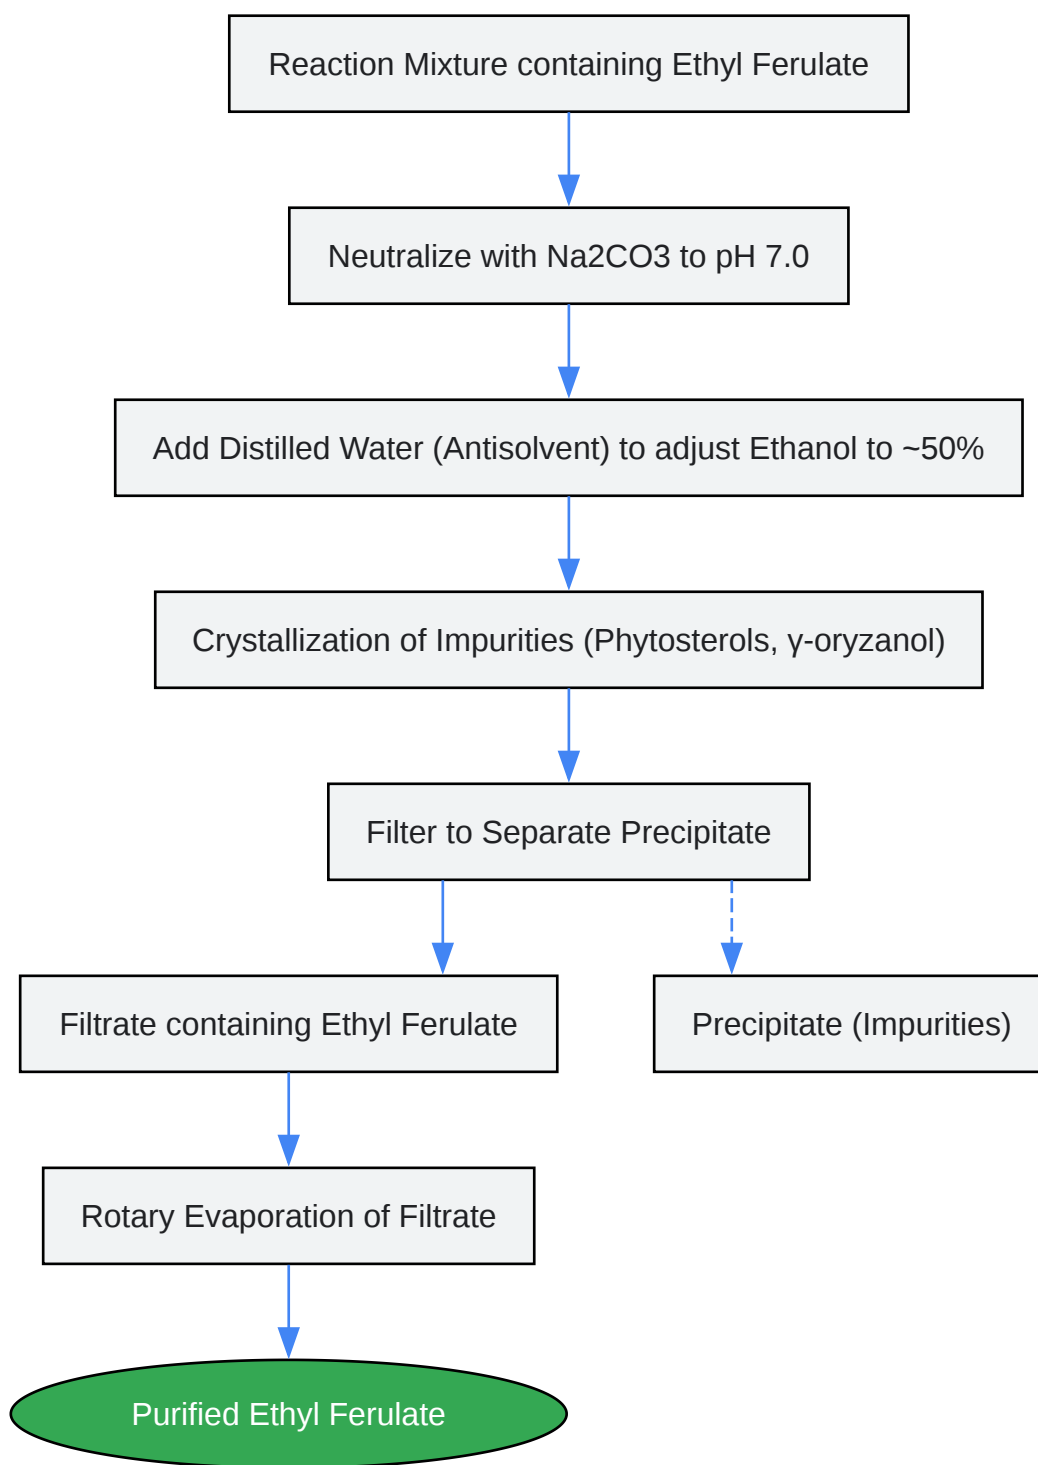 Reaction Mixture containing Ethyl Ferulate
Neutralize with Na2CO3 to pH 7.0
Add Distilled Water (Antisolvent) to adjust Ethanol to ~50%
Crystallization of Impurities (Phytosterols, γ-oryzanol)
Filter to Separate Precipitate
Filtrate containing Ethyl Ferulate
Precipitate (Impurities)
Rotary Evaporation of Filtrate
Purified Ethyl Ferulate